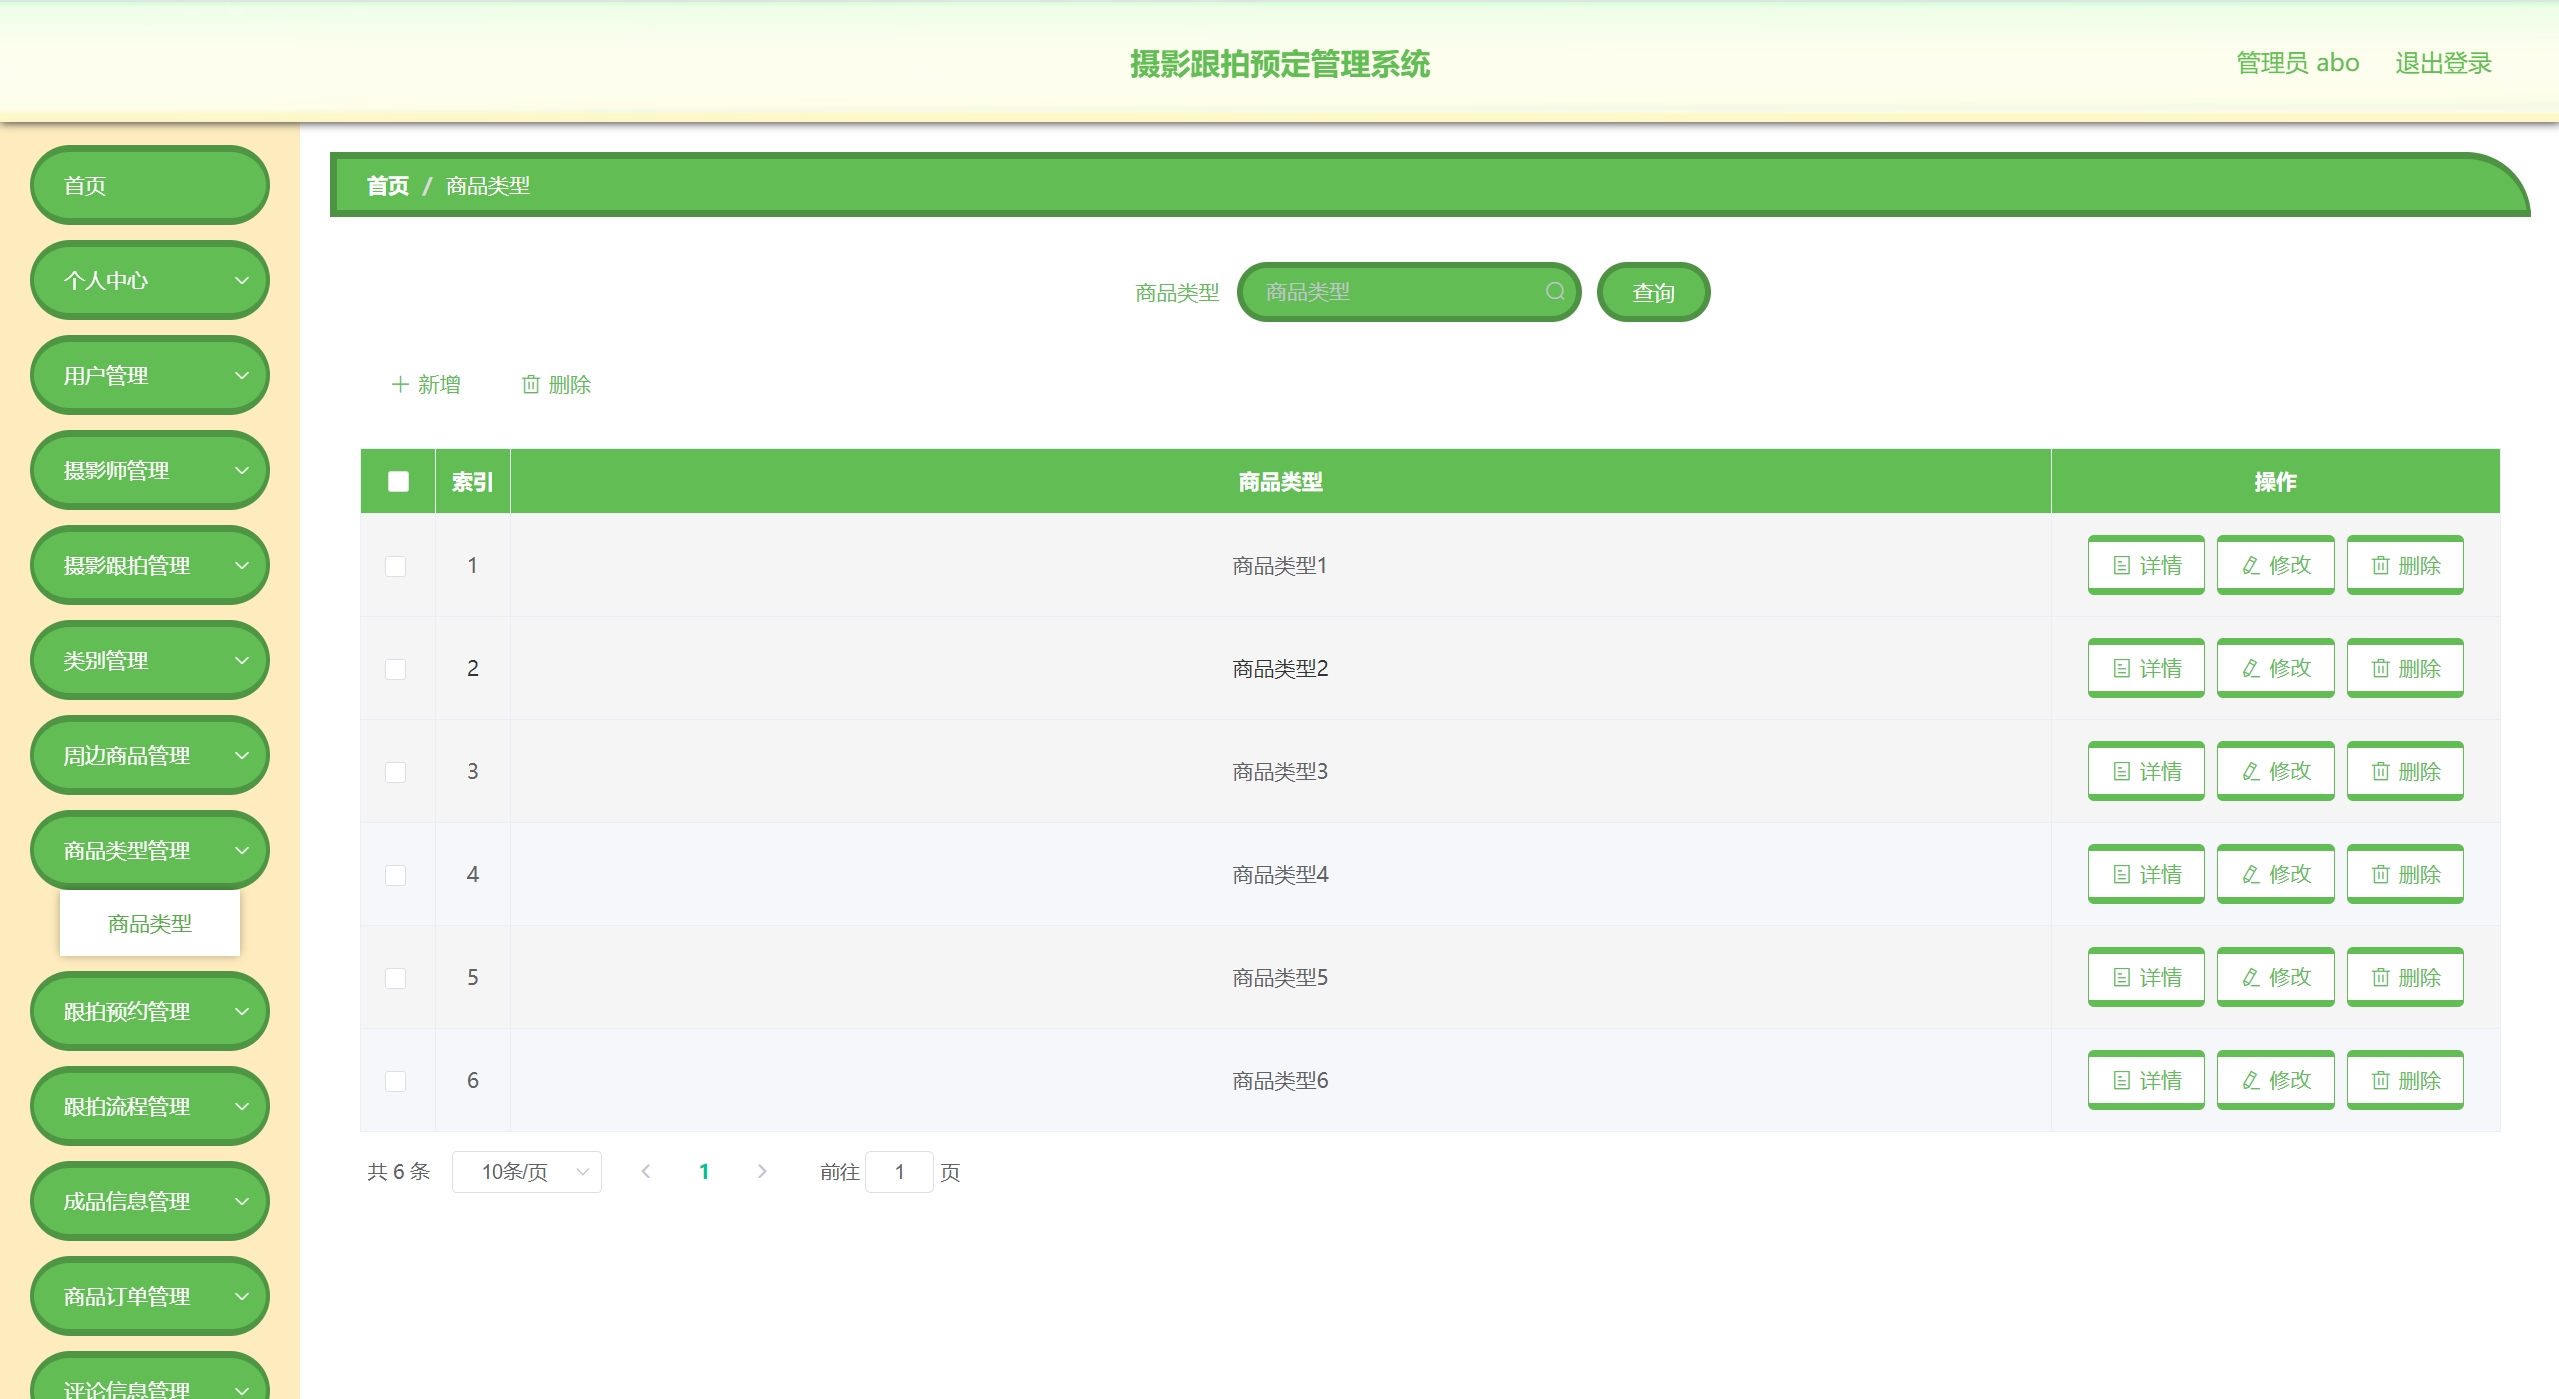 摄影跟拍预定管理系统
管理员 abo 退出登录
首页
个人中心
用户管理
摄影师管理
摄影跟拍管理
类别管理
周边商品管理
商品类型管理
商品类型
跟拍预约管理
跟拍流程管理
成品信息管理
商品订单管理
评论信息管理
首页 / 商品类型
商品类型 商品类型 查询
新增 删除
索引 商品类型 操作
1 商品类型1 详情 修改 删除
2 商品类型2 详情 修改 删除
3 商品类型3 详情 修改 删除
4 商品类型4 详情 修改 删除
5 商品类型5 详情 修改 删除
6 商品类型6 详情 修改 删除
共 6 条 10条/页 1 前往 1 页